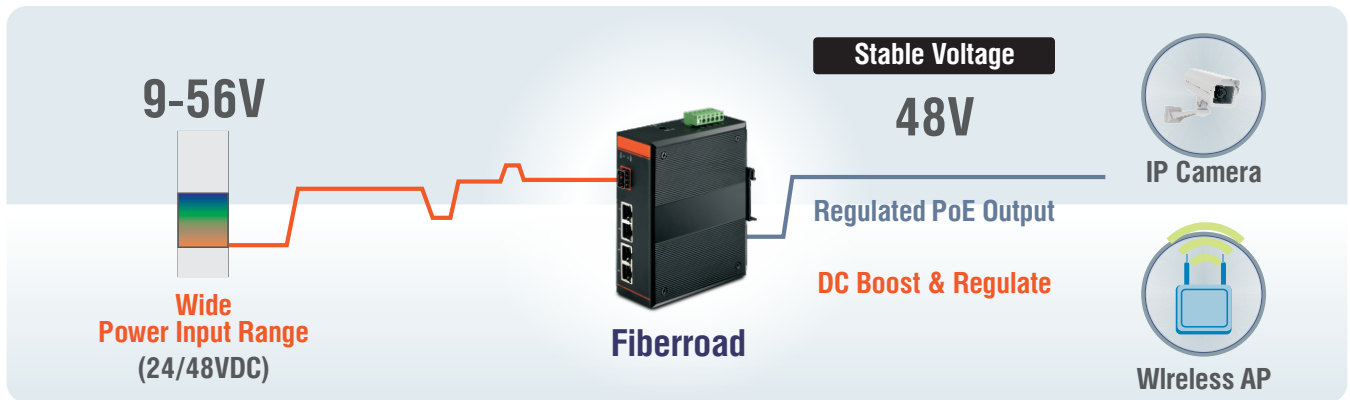 9-56V
Wide
Power Input Range
(24/48VDC)
Fiberroad
Stable Voltage
48V
Regulated PoE Output
DC Boost & Regulate
IP Camera
WIreless AP